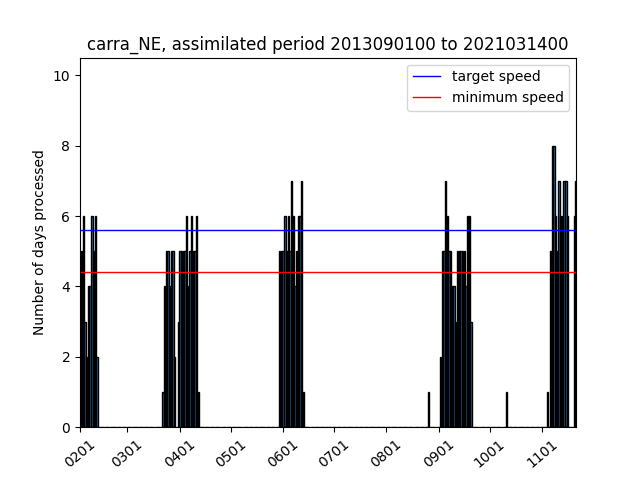 carra_NE, assimilated period 2013090100 to 2021031400
target speed
minimum speed
Number of days processed
10
8
6
4
2
0
0201 0301 0401 0501 0601 0701 0801 0901 1001 1101